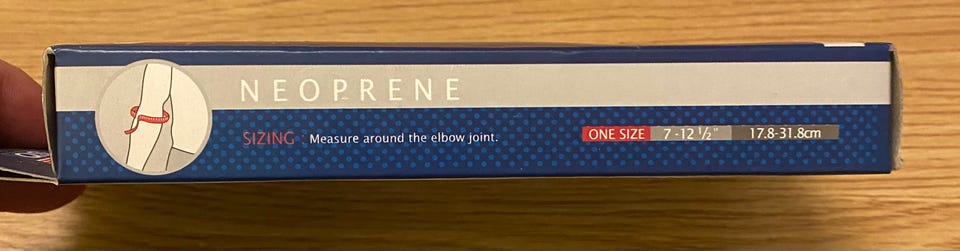 NEOPRENE
SIZING : Measure around the elbow joint. ONE SIZE 7 -12 ½" 17.8-31.8cm